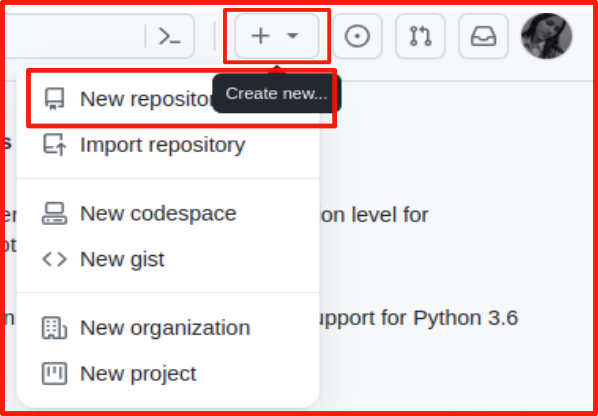 >_
New reposito
Create new...
s
Import repository
er
New codespace
on level for
ot
New gist
n
New organization
upport for Python 3.6
New project